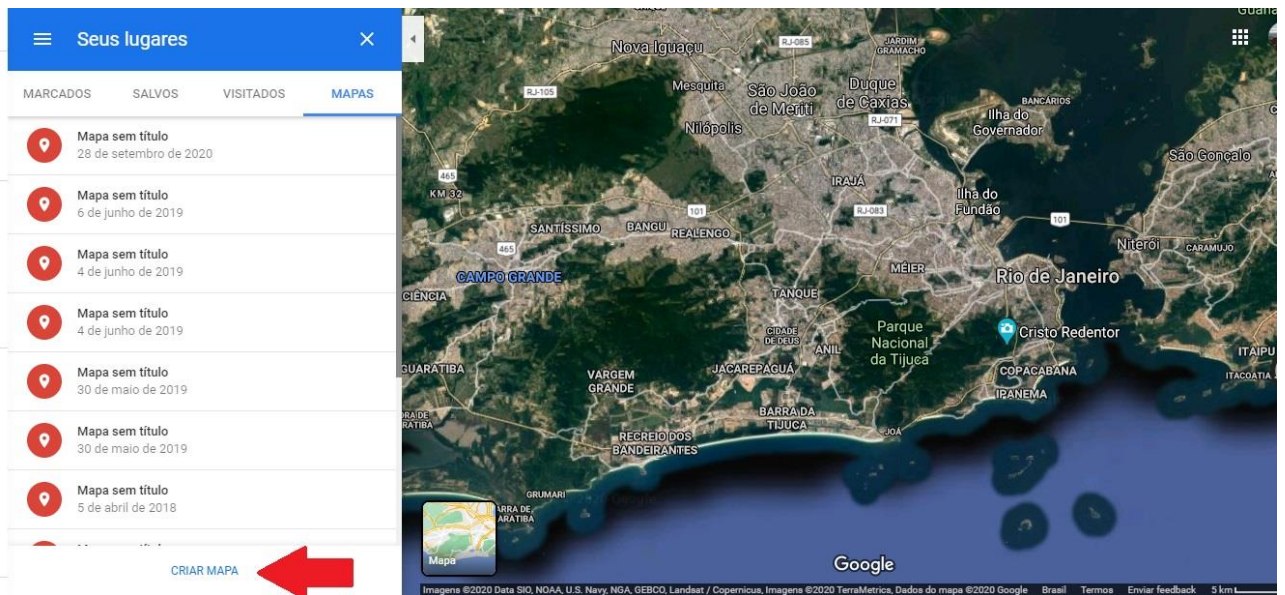 Seus lugares
MARCADOS SALVOS VISITADOS MAPAS
Mapa sem título
28 de setembro de 2020
Mapa sem título
6 de junho de 2019
Mapa sem título
4 de junho de 2019
Mapa sem título
4 de junho de 2019
Mapa sem título
30 de maio de 2019
Mapa sem título
30 de maio de 2019
Mapa sem título
5 de abril de 2018
CRIAR MAPA
Nova Iguaçu
RJ-085
JARDIM
GRAMACHO
RJ-105
Mesquita
São João
de Meriti
Duque
de Caxias
RJ-071
BANCÁRIOS
Ilha do
Governador
Nilópolis
São Gonçalo
465
KM 32
IRAJÁ
Ilha do
Fundão
101
RJ-083
101
SANTÍSSIMO
BANGU
REALENGO
465
Niterói
CARAMUJO
CAMPO GRANDE
MÉIER
Rio de Janeiro
CIÊNCIA
TANQUE
CIDADE
DE DEUS
ANIL
Parque
Nacional
da Tijuca
Cristo Redentor
ITAIPU
ITACOATIA
GUARATIBA
VARGEM
GRANDE
JACAREPAGUÁ
COPACABANA
IPANEMA
BARRA DA
TIJUCA
JOÁ
RECREIO DOS
BANDEIRANTES
GRUMARI
Mapa
Google
Imagens ©2020 Data SIO, NOAA, U.S. Navy, NGA, GEBCO, Landsat / Copernicus, Imagens ©2020 TerraMetrics, Dados do mapa ©2020 Google Brasil Termos Enviar feedback 5 km